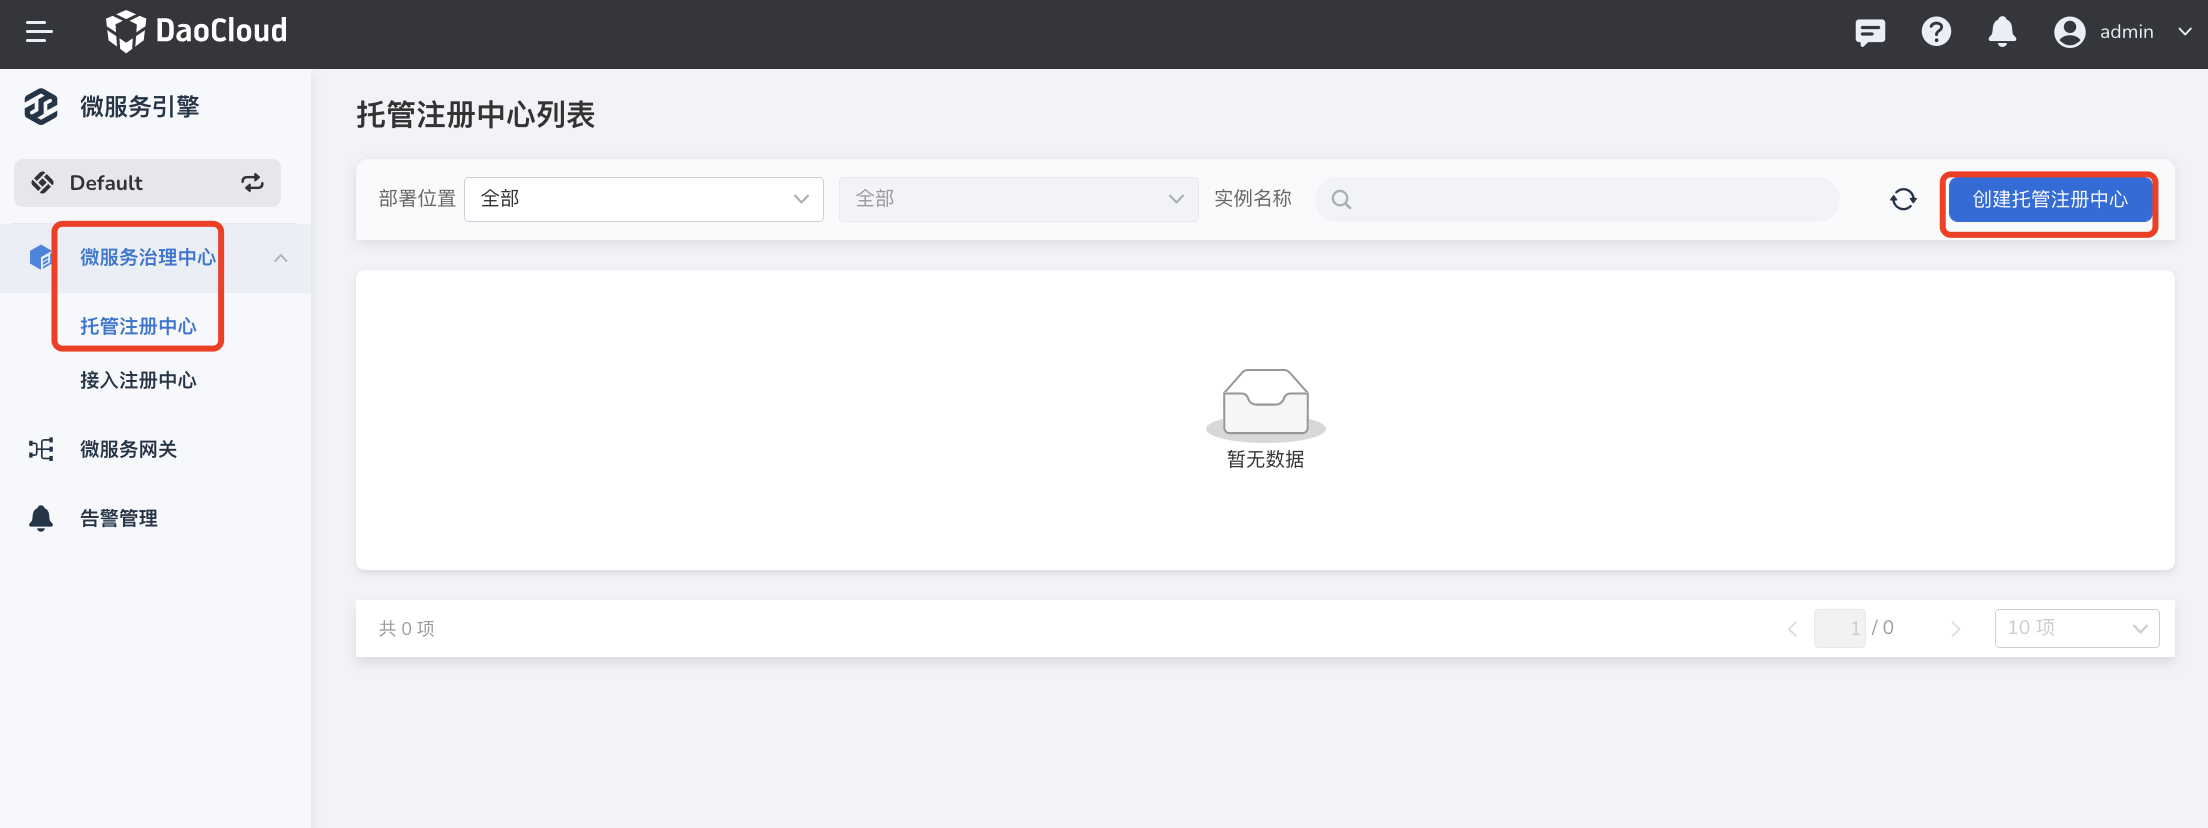 DaoCloud
admin
微服务引擎
Default
微服务治理中心
托管注册中心
接入注册中心
微服务网关
告警管理
托管注册中心列表
部署位置 全部 全部 实例名称 创建托管注册中心
暂无数据
共 0 项 1 / 0 10 项